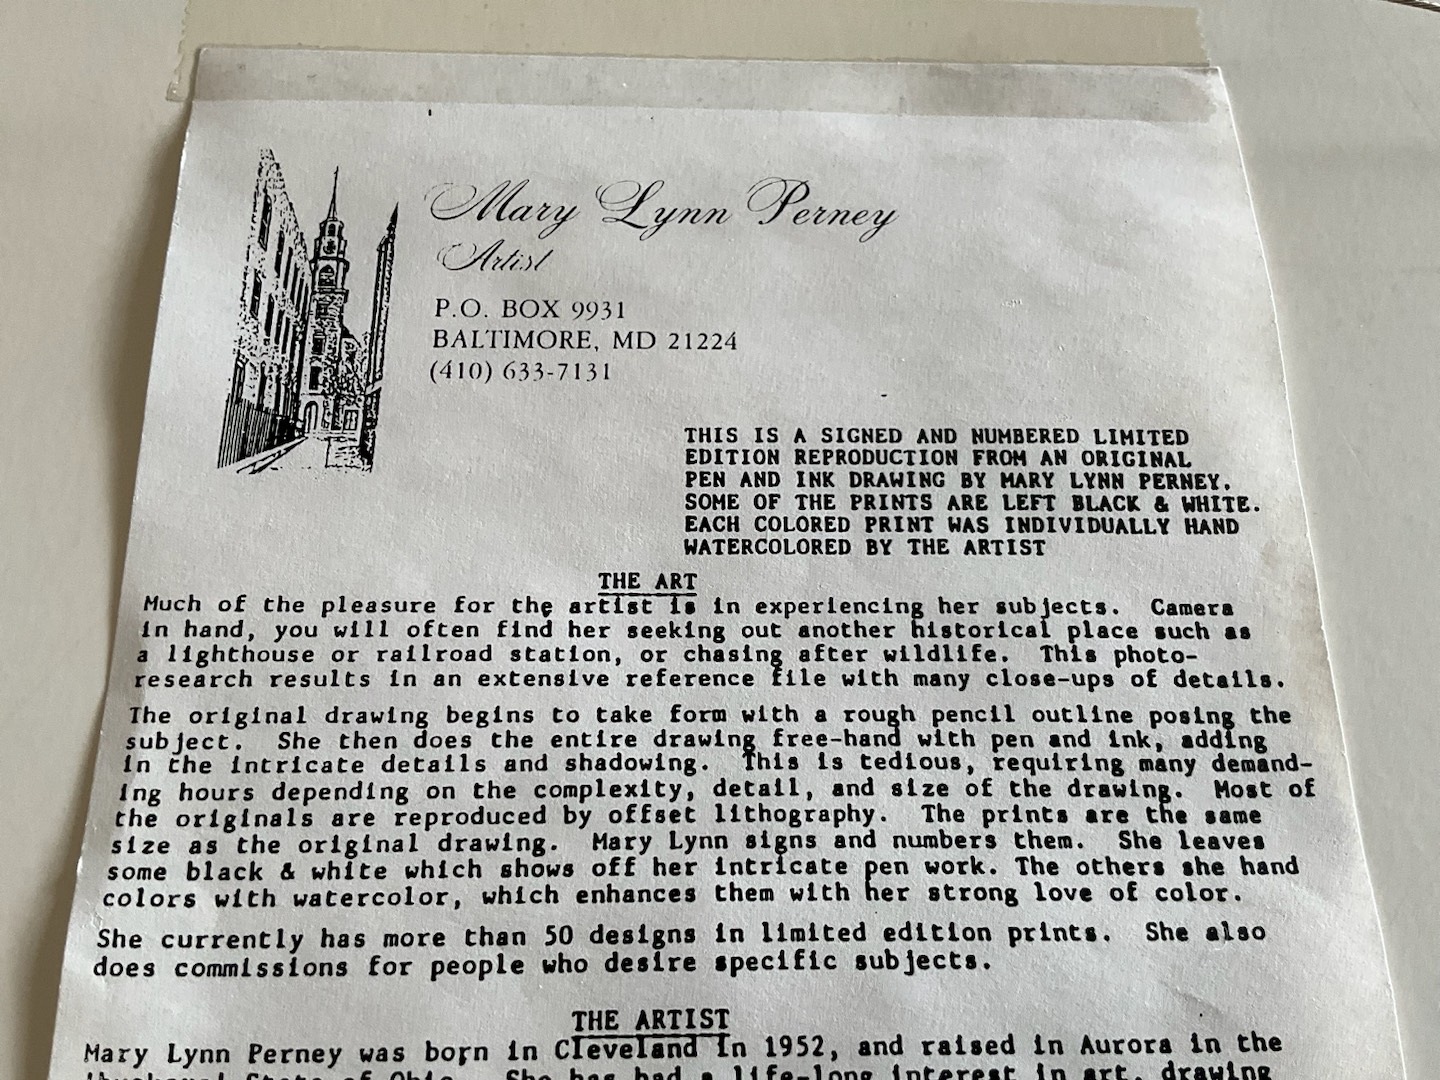 Mary Lynn Perney
Artist
P.O. BOX 9931
BALTIMORE, MD 21224
(410) 633-7131
THIS IS A SIGNED AND NUMBERED LIMITED
EDITION REPRODUCTION FROM AN ORIGINAL
PEN AND INK DRAWING BY MARY LYNN PERNEY.
SOME OF THE PRINTS ARE LEFT BLACK & WHITE.
EACH COLORED PRINT WAS INDIVIDUALLY HAND
WATERCOLORED BY THE ARTIST
THE ART
Much of the pleasure for the artist is in experiencing her subjects. Camera
in hand, you will often find her seeking out another historical place such as
a lighthouse or railroad station, or chasing after wildlife. This photo-
research results in an extensive reference file with many close-ups of details.
The original drawing begins to take form with a rough pencil outline posing the
subject. She then does the entire drawing free-hand with pen and ink, adding
in the intricate details and shadowing. This is tedious, requiring many demand-
ing hours depending on the complexity, detail, and size of the drawing. Most of
the originals are reproduced by offset lithography. The prints are the same
size as the original drawing. Mary Lynn signs and numbers them. She leaves
some black & white which shows off her intricate pen work. The others she hand
colors with watercolor, which enhances them with her strong love of color.
She currently has more than 50 designs in limited edition prints. She also
does commissions for people who desire specific subjects.
THE ARTIST
Mary Lynn Perney was born in Cleveland in 1952, and raised in Aurora in the
State of Ohio. She has had a life-long interest in art, drawing